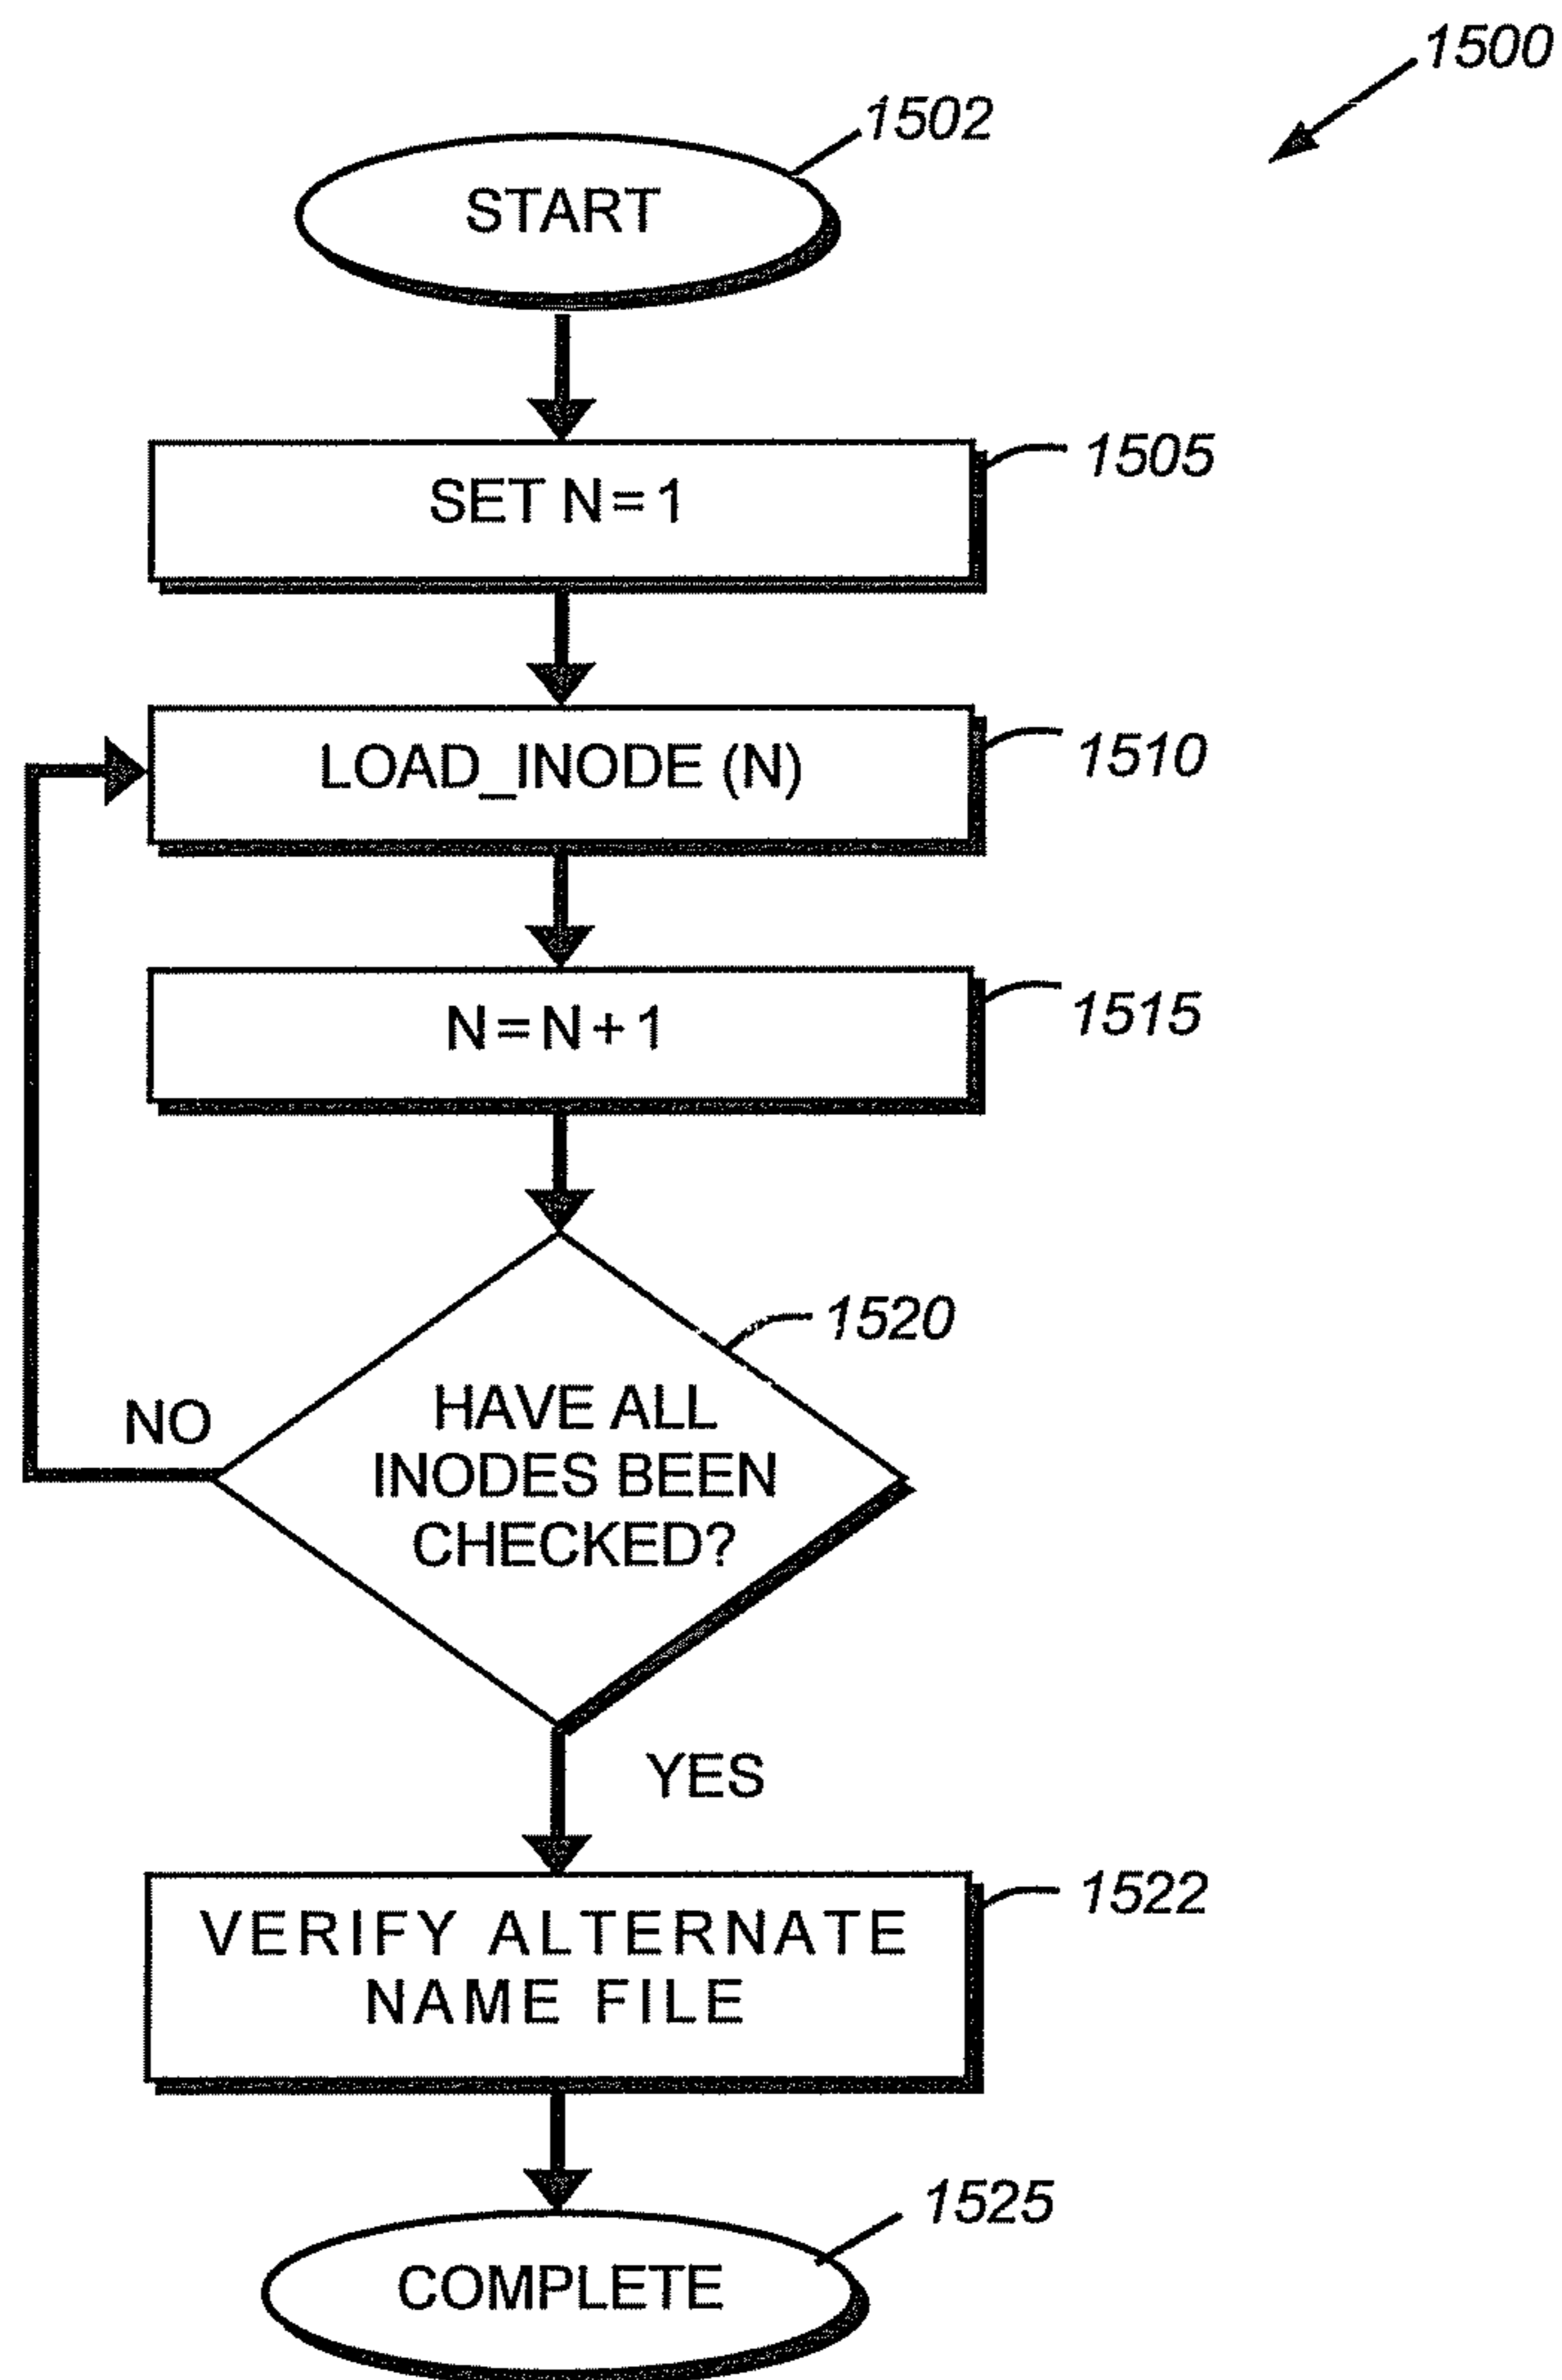 1500
1502
START
1505
SET N = 1
1510
LOAD_INODE (N)
1515
N = N + 1
1520
HAVE ALL
INODES BEEN
CHECKED?
NO
YES
1522
VERIFY ALTERNATE
NAME FILE
1525
COMPLETE